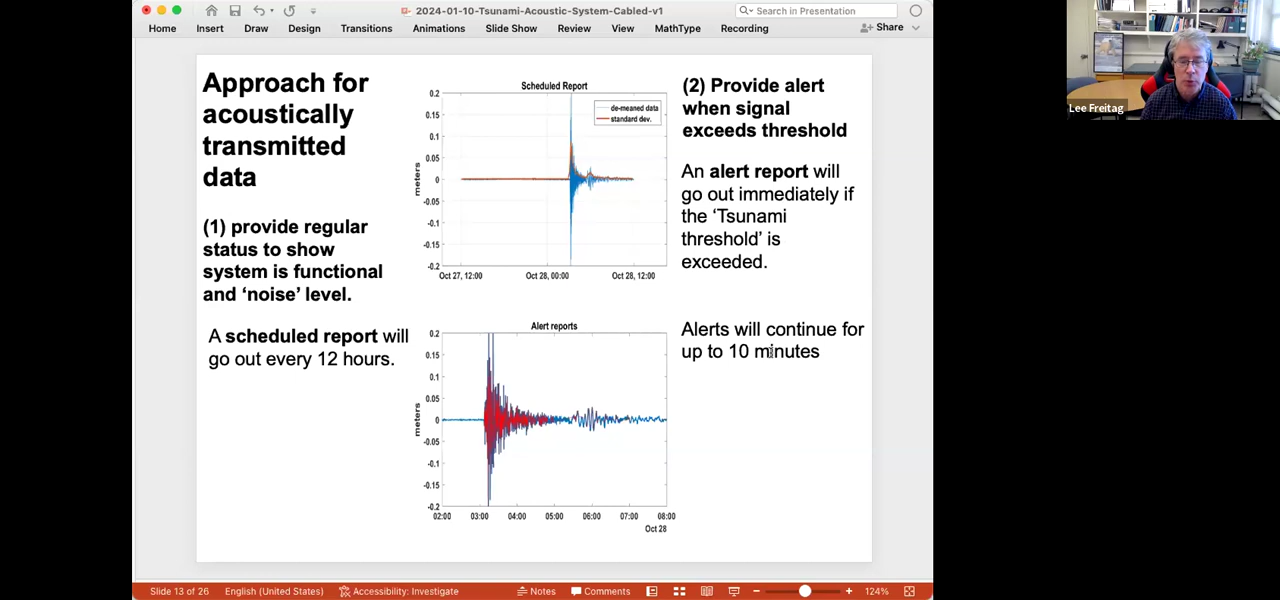 2024-01-10-Tsunami-Acoustic-System-Cabled-v1
Search in Presentation
Home Insert Draw Design Transitions Animations Slide Show Review View MathType Recording Share
Approach for
acoustically
transmitted
data
(1) provide regular
status to show
system is functional
and ‘noise’ level.
A scheduled report will
go out every 12 hours.
Scheduled Report
de-meaned data
standard dev.
meters
0.2
0.15
0.1
0.05
0
-0.05
-0.1
-0.15
-0.2
Oct 27, 12:00 Oct 28, 00:00 Oct 28, 12:00
Alert reports
meters
0.2
0.15
0.1
0.05
0
-0.05
-0.1
-0.15
-0.2
02:00 03:00 04:00 05:00 06:00 07:00 08:00
Oct 28
(2) Provide alert
when signal
exceeds threshold
An alert report will
go out immediately if
the ‘Tsunami
threshold’ is
exceeded.
Alerts will continue for
up to 10 minutes
Lee Freitag
Slide 13 of 26 English (United States) Accessibility: Investigate Notes Comments 124%